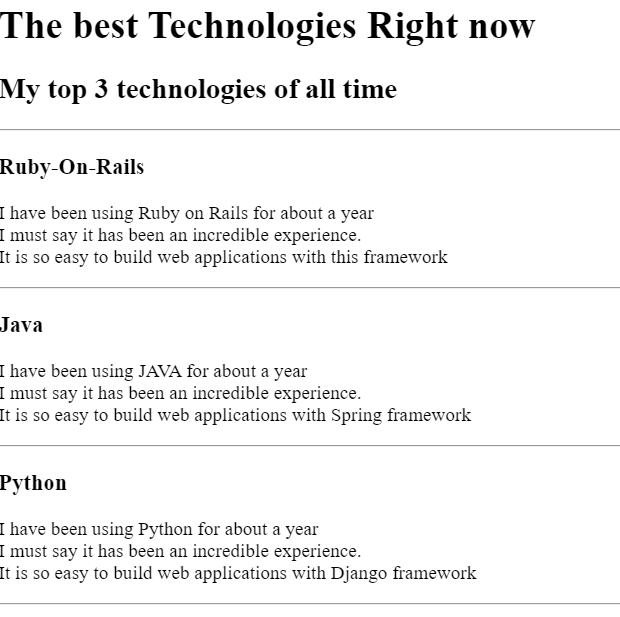 The best Technologies Right now
My top 3 technologies of all time
Ruby-On-Rails
I have been using Ruby on Rails for about a year
I must say it has been an incredible experience.
It is so easy to build web applications with this framework
Java
I have been using JAVA for about a year
I must say it has been an incredible experience.
It is so easy to build web applications with Spring framework
Python
I have been using Python for about a year
I must say it has been an incredible experience.
It is so easy to build web applications with Django framework